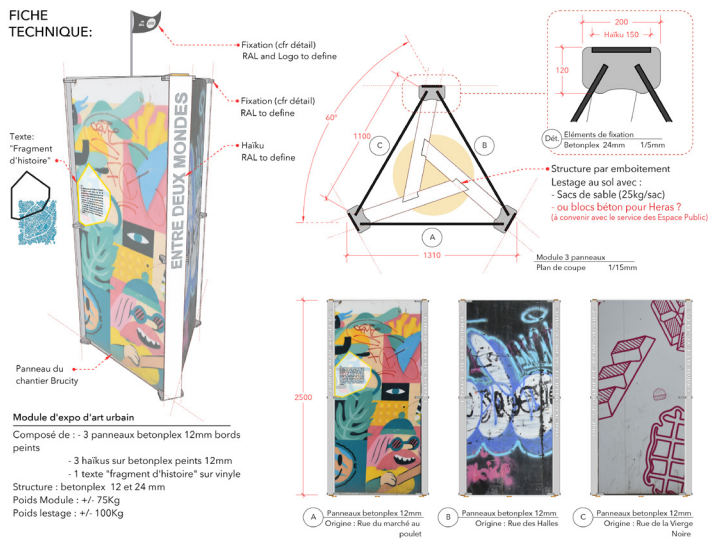 FICHE
TECHNIQUE:
Fixation (cfr détail)
RAL and Logo to define
Fixation (cfr détail)
RAL to define
Haïku
RAL to define
Texte:
"Fragment
d'histoire"
ENTRE DEUX MONDES
Panneau du
chantier Brucity
60°
1100
1310
A
B
C
200
Haïku 150
120
Dét.
Eléments de fixation
Betonplex 24mm 1/5mm
Structure par emboitement
Lestage au sol avec :
- Sacs de sable (25kg/sac)
- ou blocs béton pour Heras ?
(à convenir avec le service des Espace Public)
Module 3 panneaux
Plan de coupe 1/15mm
Module d'expo d'art urbain
Composé de : - 3 panneaux betonplex 12mm bords
peints
- 3 haïkus sur betonplex peints 12mm
- 1 texte "fragment d'histoire" sur vinyle
Structure : betonplex 12 et 24 mm
Poids Module : +/- 75Kg
Poids lestage : +/- 100Kg
2500
A
Panneaux betonplex 12mm
Origine : Rue du marché au
poulet
B
Panneaux betonplex 12mm
Origine : Rue des Halles
C
Panneaux betonplex 12mm
Origine : Rue de la Vierge
Noire